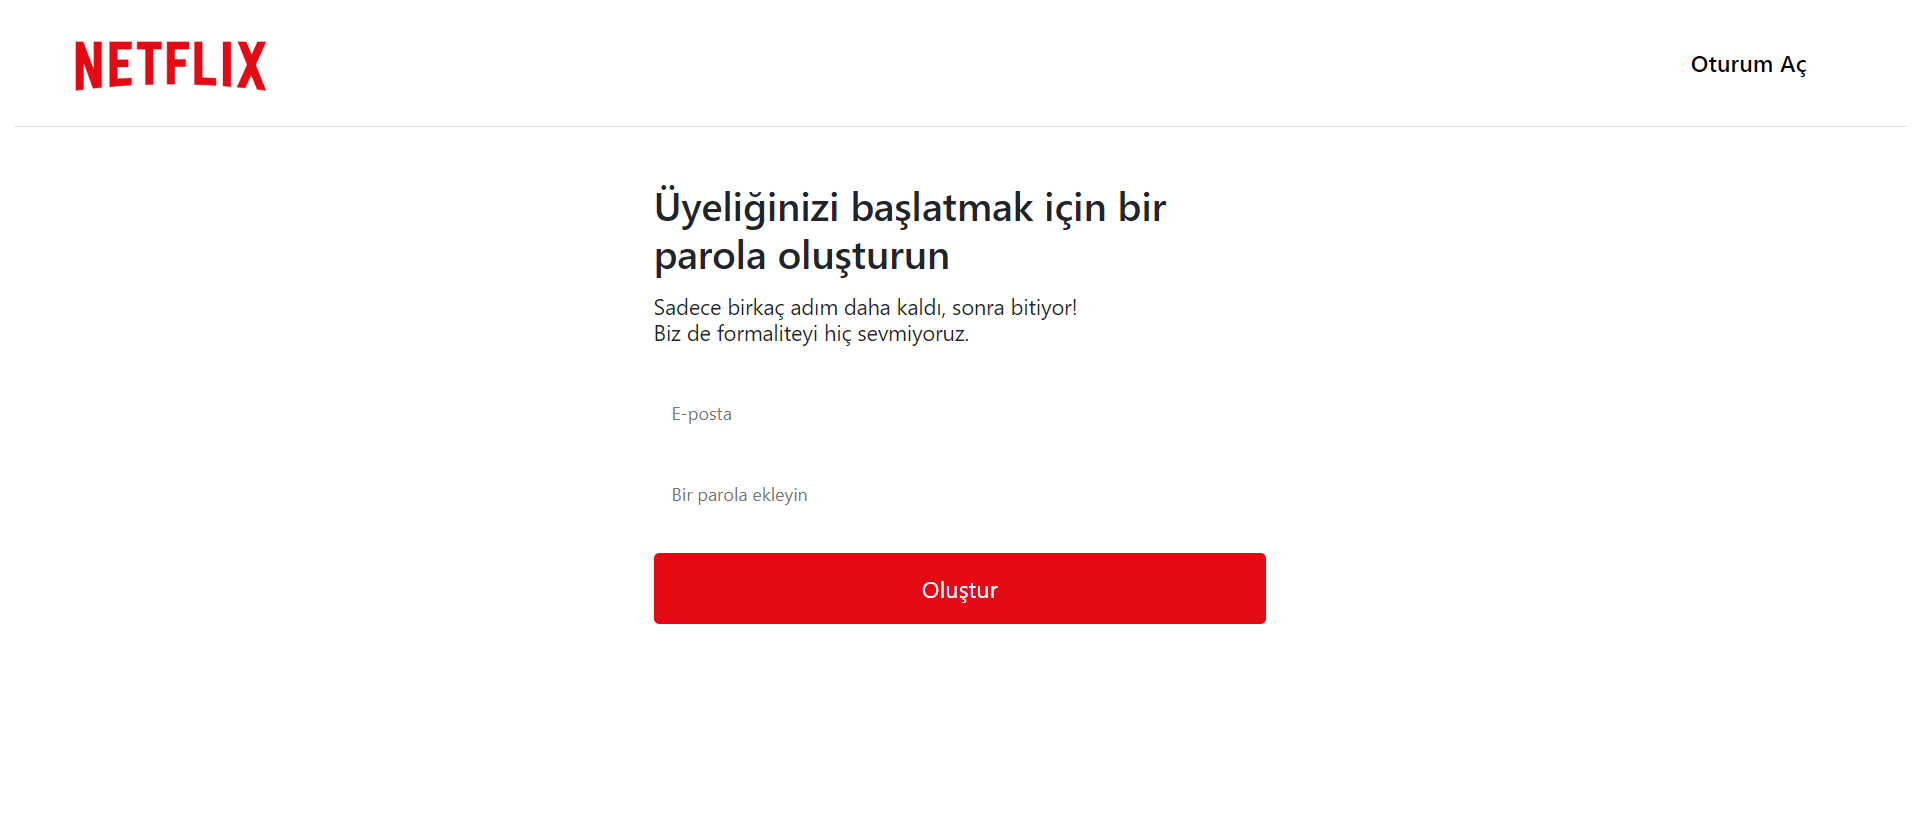 NETFLIX
Oturum Aç
Üyeliğinizi başlatmak için bir
parola oluşturun
Sadece birkaç adım daha kaldı, sonra bitiyor!
Biz de formaliteyi hiç sevmiyoruz.
E-posta
Bir parola ekleyin
Oluştur